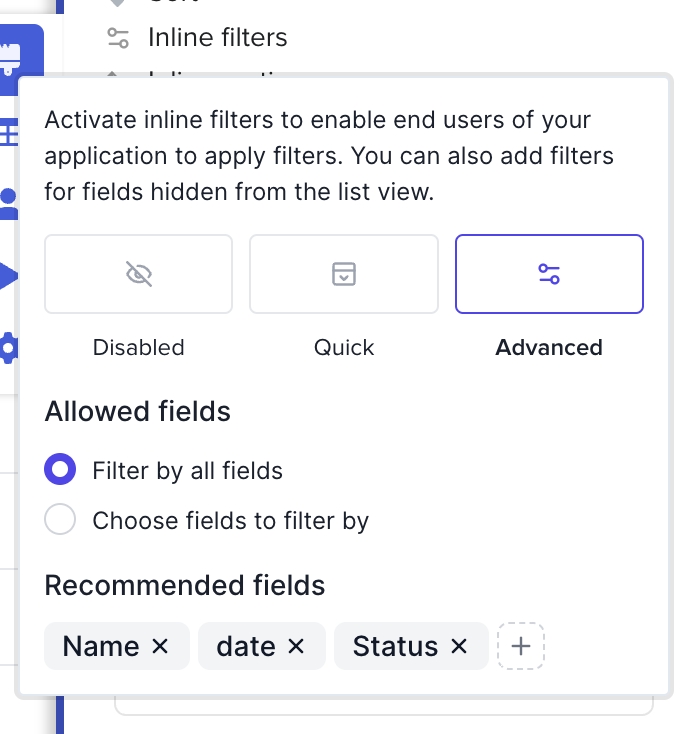 Inline filters
Activate inline filters to enable end users of your
application to apply filters. You can also add filters
for fields hidden from the list view.
Disabled
Quick
Advanced
Allowed fields
Filter by all fields
Choose fields to filter by
Recommended fields
Name × date × Status × +